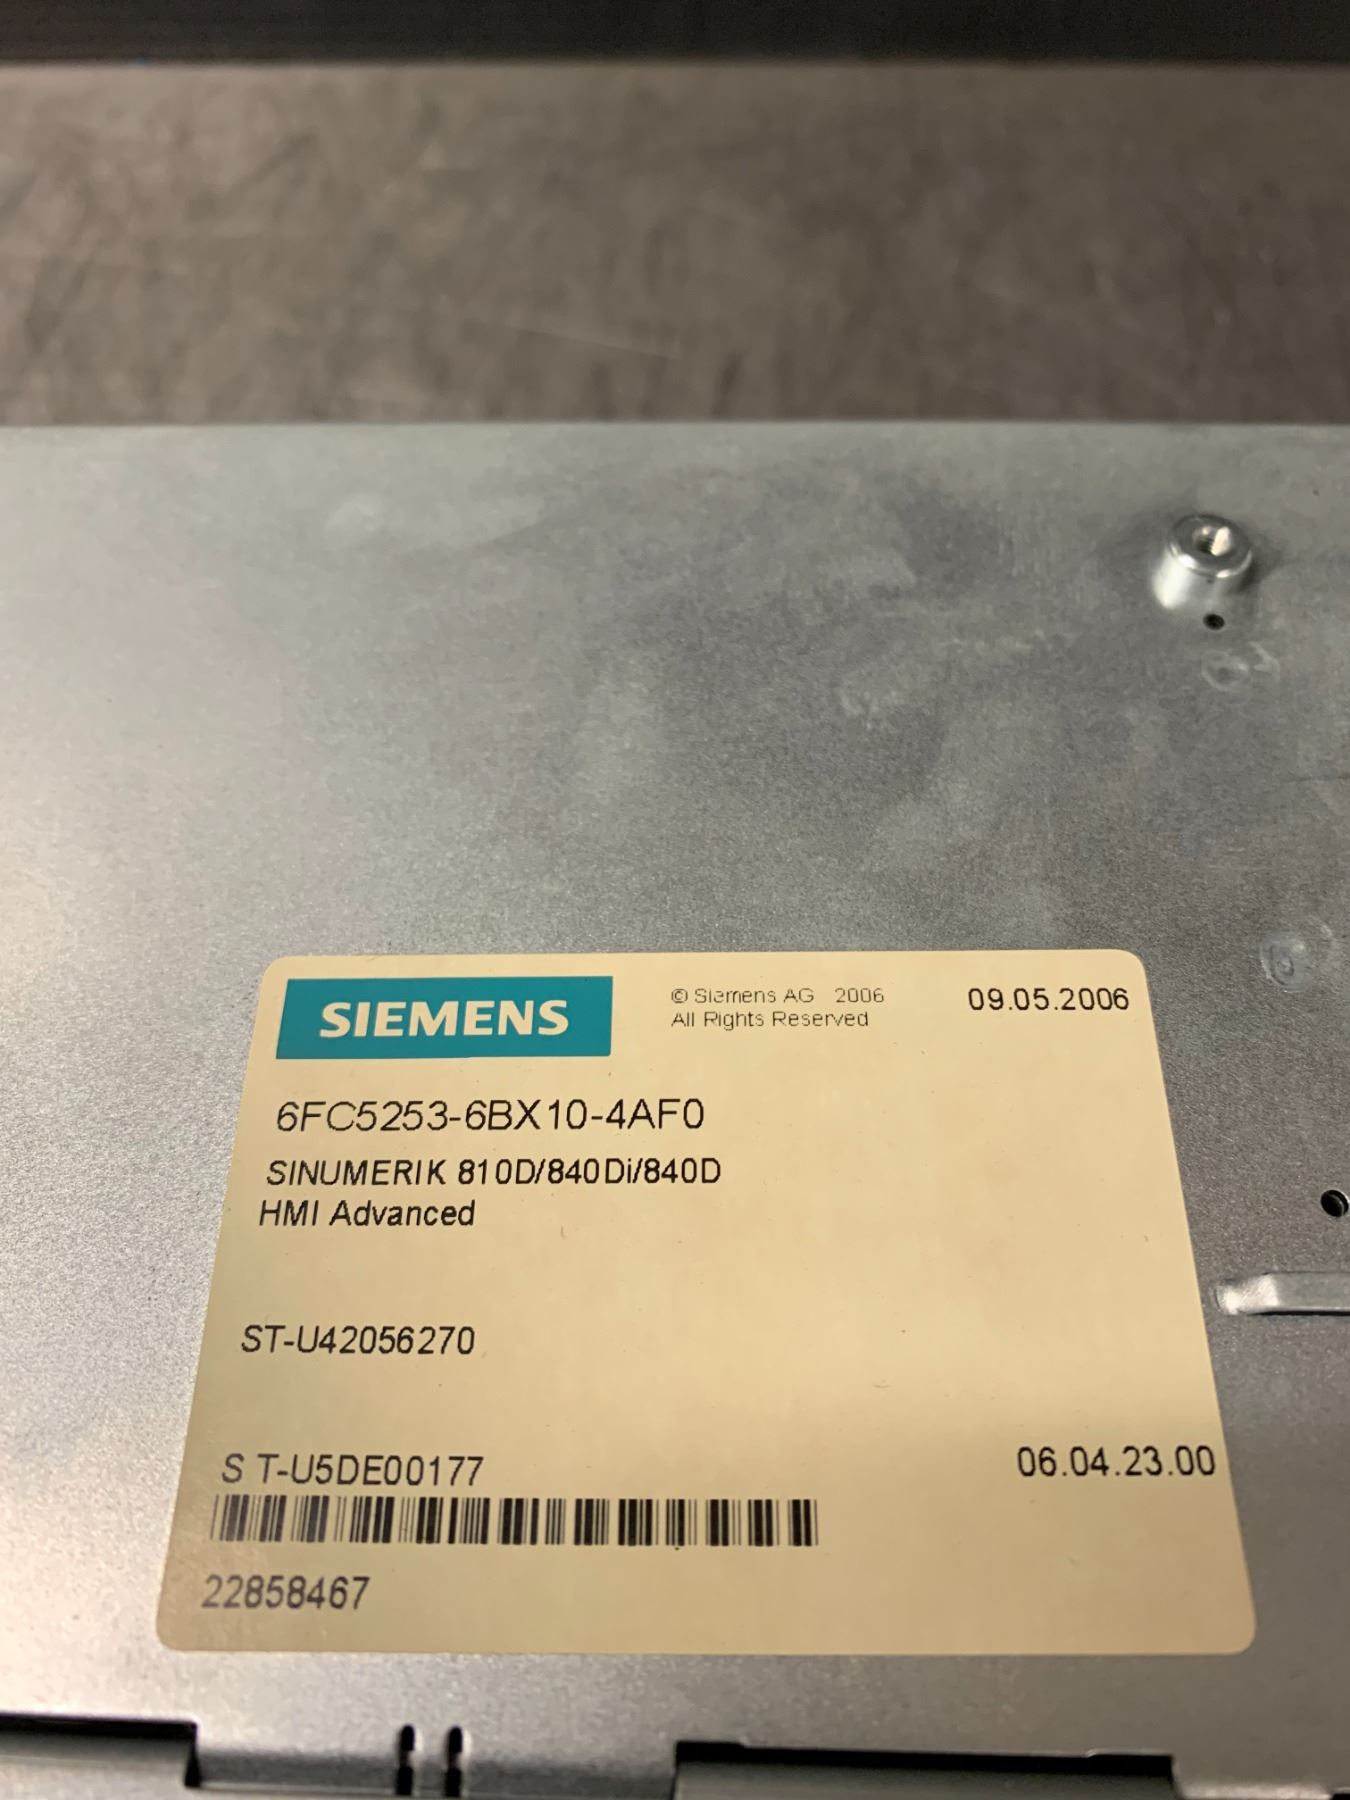 SIEMENS
© Siemens AG 2006
All Rights Reserved
09.05.2006
6FC5253-6BX10-4AF0
SINUMERIK 810D/840Di/840D
HMI Advanced
ST-U42056270
S T-U5DE00177
06.04.23.00
22858467